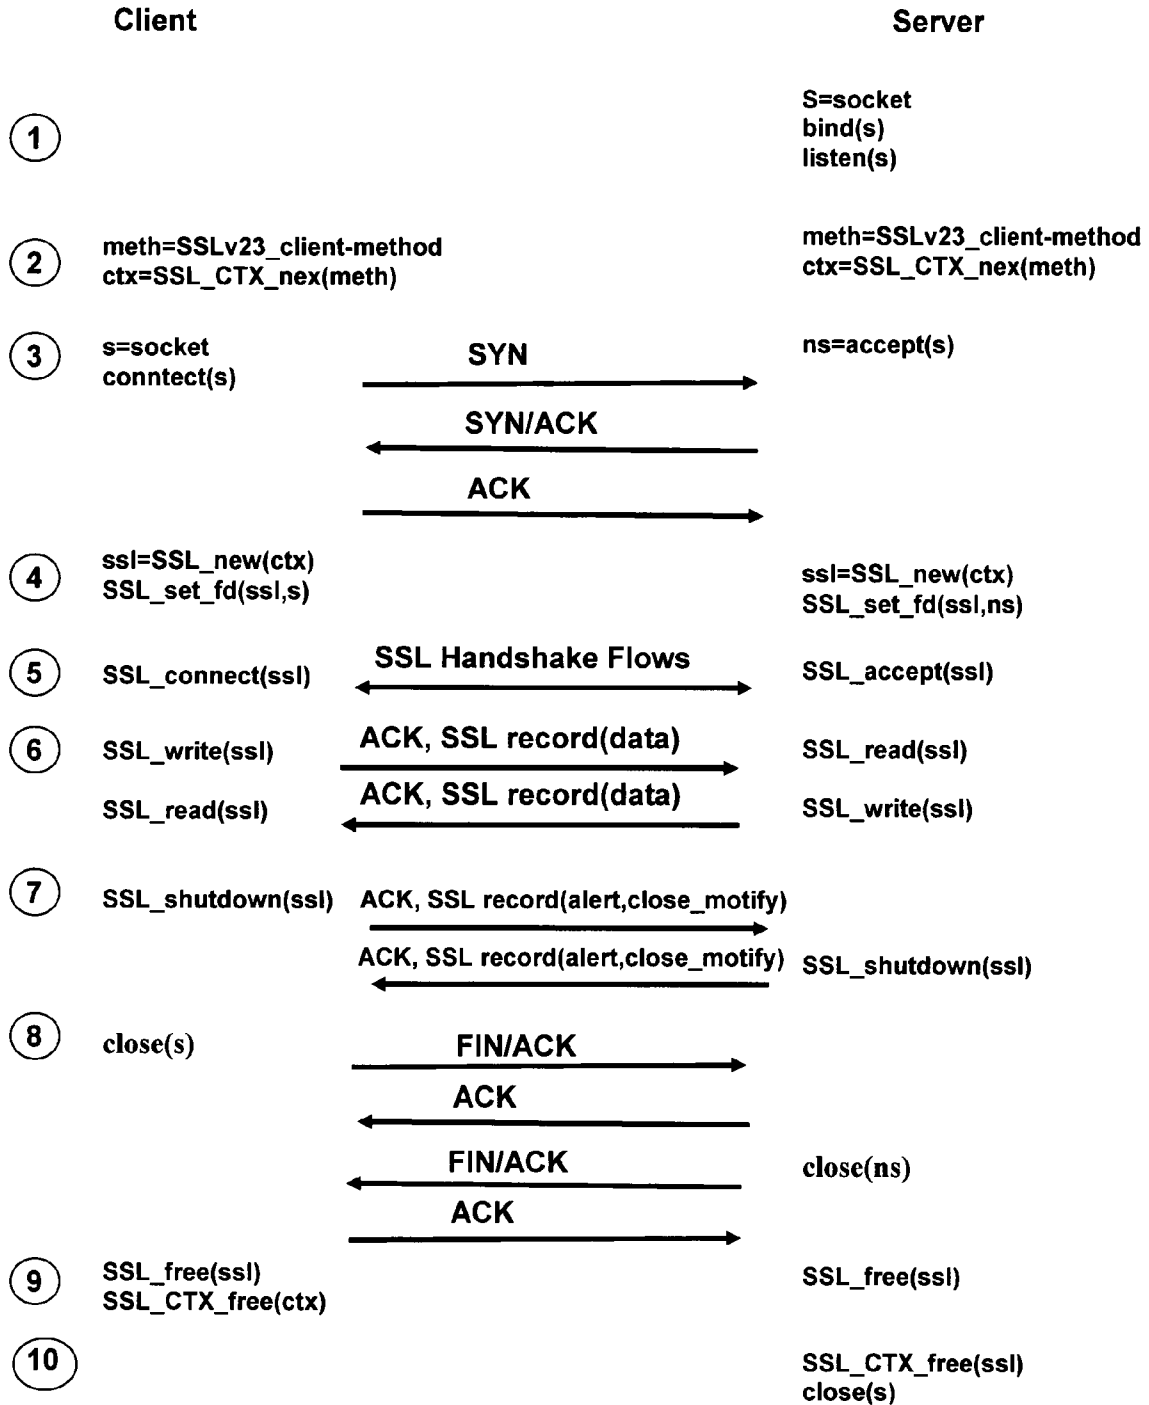 Client
Server
1
S=socket
bind(s)
listen(s)
2
meth=SSLv23_client-method
ctx=SSL_CTX_nex(meth)
meth=SSLv23_client-method
ctx=SSL_CTX_nex(meth)
3
s=socket
conntect(s)
SYN
ns=accept(s)
SYN/ACK
ACK
4
ssl=SSL_new(ctx)
SSL_set_fd(ssl,s)
ssl=SSL_new(ctx)
SSL_set_fd(ssl,ns)
5
SSL_connect(ssl)
SSL Handshake Flows
SSL_accept(ssl)
6
SSL_write(ssl)
ACK, SSL record(data)
SSL_read(ssl)
SSL_read(ssl)
ACK, SSL record(data)
SSL_write(ssl)
7
SSL_shutdown(ssl)
ACK, SSL record(alert,close_motify)
ACK, SSL record(alert,close_motify)
SSL_shutdown(ssl)
8
close(s)
FIN/ACK
ACK
FIN/ACK
close(ns)
ACK
9
SSL_free(ssl)
SSL_CTX_free(ctx)
SSL_free(ssl)
10
SSL_CTX_free(ssl)
close(s)